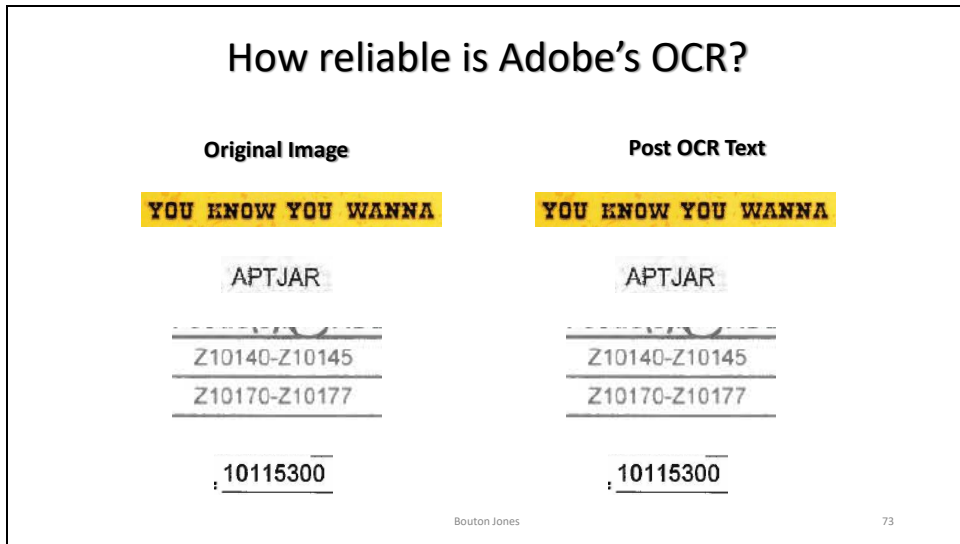 How reliable is Adobe's OCR?
Original Image Post OCR Text
YOU KNOW YOU WANNA YOU KNOW YOU WANNA
APTJAR APTJAR
Z10140-Z10145 Z10140-Z10145
Z10170-Z10177 Z10170-Z10177
10115300 10115300
Bouton Jones 73